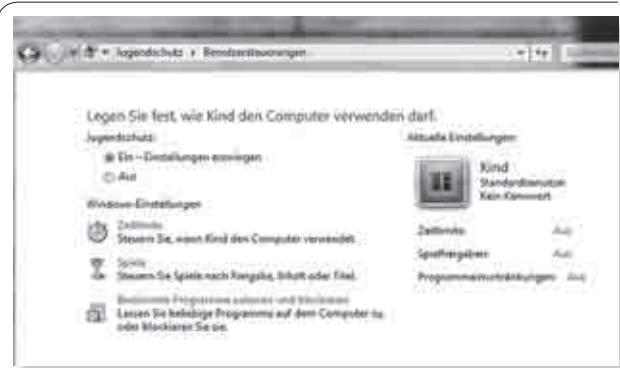 Jugendschutz ▸ Benutzersteuerungen
Legen Sie fest, wie Kind den Computer verwenden darf.
Jugendschutz:
Ein – Einstellungen erzwingen
Aus
Windows-Einstellungen
Zeitlimits
Steuern Sie, wann Kind den Computer verwendet.
Spiele
Steuern Sie Spiele nach Freigabe, Inhalt oder Titel.
Bestimmte Programme zulassen und blockieren
Lassen Sie beliebige Programme auf dem Computer zu,
oder blockieren Sie sie.
Aktuelle Einstellungen:
Kind
Standardbenutzer
Kein Kennwort
Zeitlimits: Aus
Spielfreigaben: Aus
Programmeinschränkungen: Aus